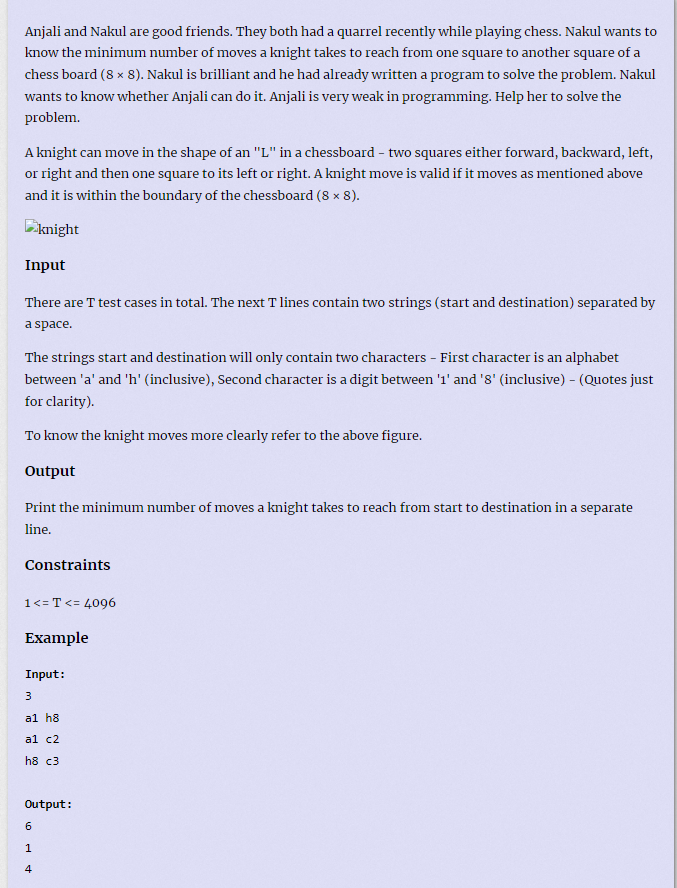 Anjali and Nakul are good friends. They both had a quarrel recently while playing chess. Nakul wants to
know the minimum number of moves a knight takes to reach from one square to another square of a
chess board (8 × 8). Nakul is brilliant and he had already written a program to solve the problem. Nakul
wants to know whether Anjali can do it. Anjali is very weak in programming. Help her to solve the
problem.
A knight can move in the shape of an "L" in a chessboard - two squares either forward, backward, left,
or right and then one square to its left or right. A knight move is valid if it moves as mentioned above
and it is within the boundary of the chessboard (8 × 8).
knight
Input
There are T test cases in total. The next T lines contain two strings (start and destination) separated by
a space.
The strings start and destination will only contain two characters - First character is an alphabet
between 'a' and 'h' (inclusive), Second character is a digit between '1' and '8' (inclusive) - (Quotes just
for clarity).
To know the knight moves more clearly refer to the above figure.
Output
Print the minimum number of moves a knight takes to reach from start to destination in a separate
line.
Constraints
1 <= T <= 4096
Example
Input:
3
a1 h8
a1 c2
h8 c3
Output:
6
1
4